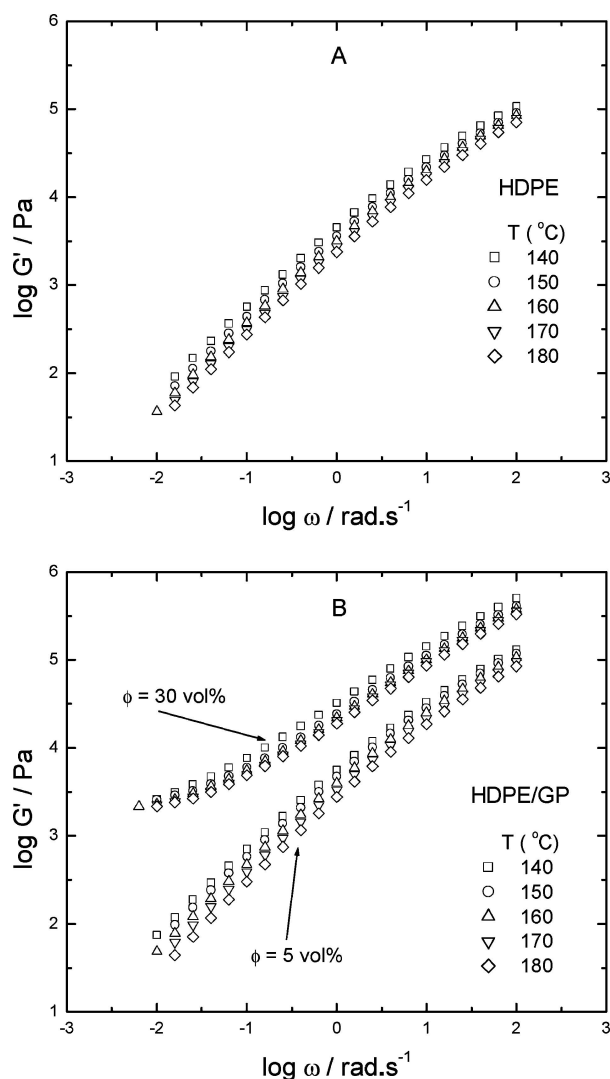 A
6
5
4
3
2
1
log G' / Pa
HDPE
T (°C)
□ 140
○ 150
△ 160
▽ 170
◇ 180
-3 -2 -1 0 1 2 3
log ω / rad.s⁻¹
B
6
5
4
3
2
1
log G' / Pa
ϕ = 30 vol%
HDPE/GP
T (°C)
□ 140
○ 150
△ 160
▽ 170
◇ 180
ϕ = 5 vol%
-3 -2 -1 0 1 2 3
log ω / rad.s⁻¹